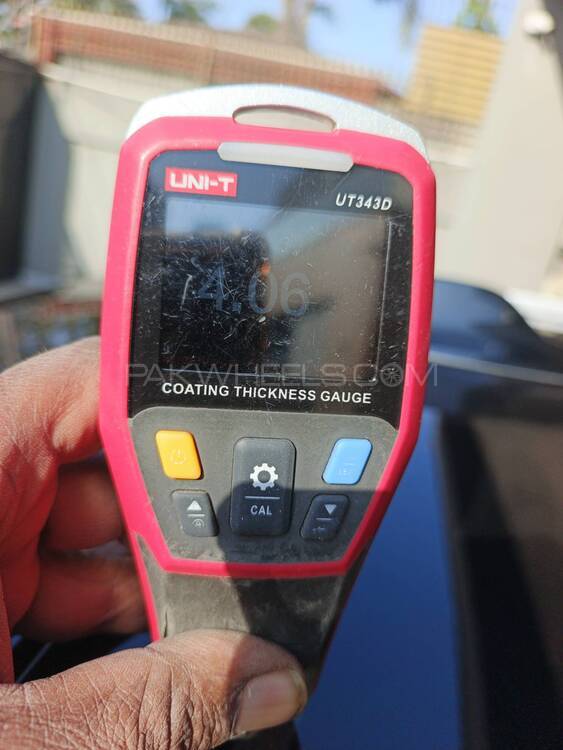 UNI-T
UT343D
4.06
PAKWHEELS.COM
COATING THICKNESS GAUGE
CAL